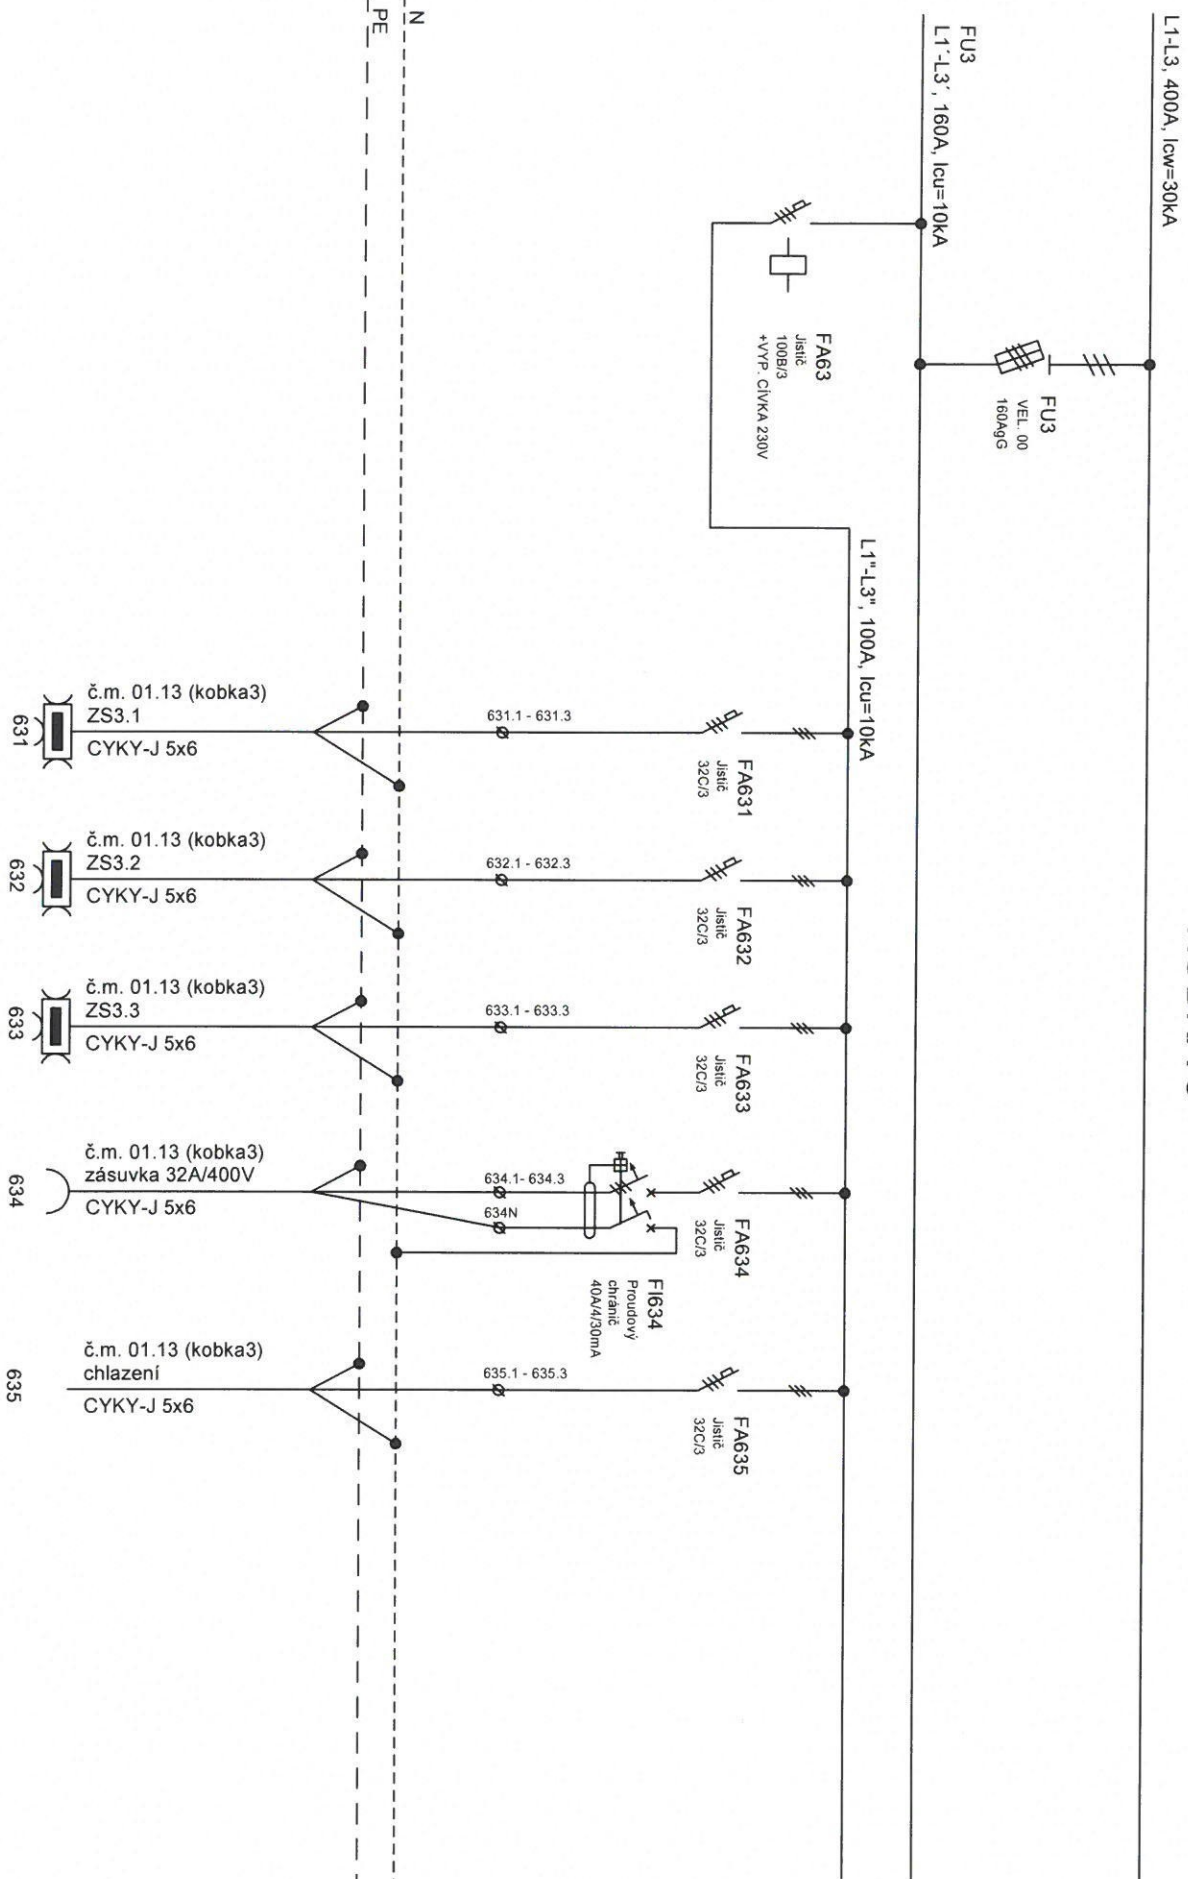 L1-L3, 400A, Icw=30kA
FU3
L1´-L3´, 160A, Icu=10kA
FU3
VEL. 00
160AgG
FA63
Jistič
100B/3
+VYP. CÍVKA 230V
L1"-L3", 100A, Icu=10kA
N
PE
FA631
Jistič
32C/3
631.1 - 631.3
č.m. 01.13 (kobka3)
ZS3.1
CYKY-J 5x6
631
FA632
Jistič
32C/3
632.1 - 632.3
č.m. 01.13 (kobka3)
ZS3.2
CYKY-J 5x6
632
FA633
Jistič
32C/3
633.1 - 633.3
č.m. 01.13 (kobka3)
ZS3.3
CYKY-J 5x6
633
FA634
Jistič
32C/3
FI634
Proudový
chránič
40A/4/30mA
634.1- 634.3
634N
č.m. 01.13 (kobka3)
zásuvka 32A/400V
CYKY-J 5x6
634
FA635
Jistič
32C/3
635.1 - 635.3
č.m. 01.13 (kobka3)
chlazení
CYKY-J 5x6
635